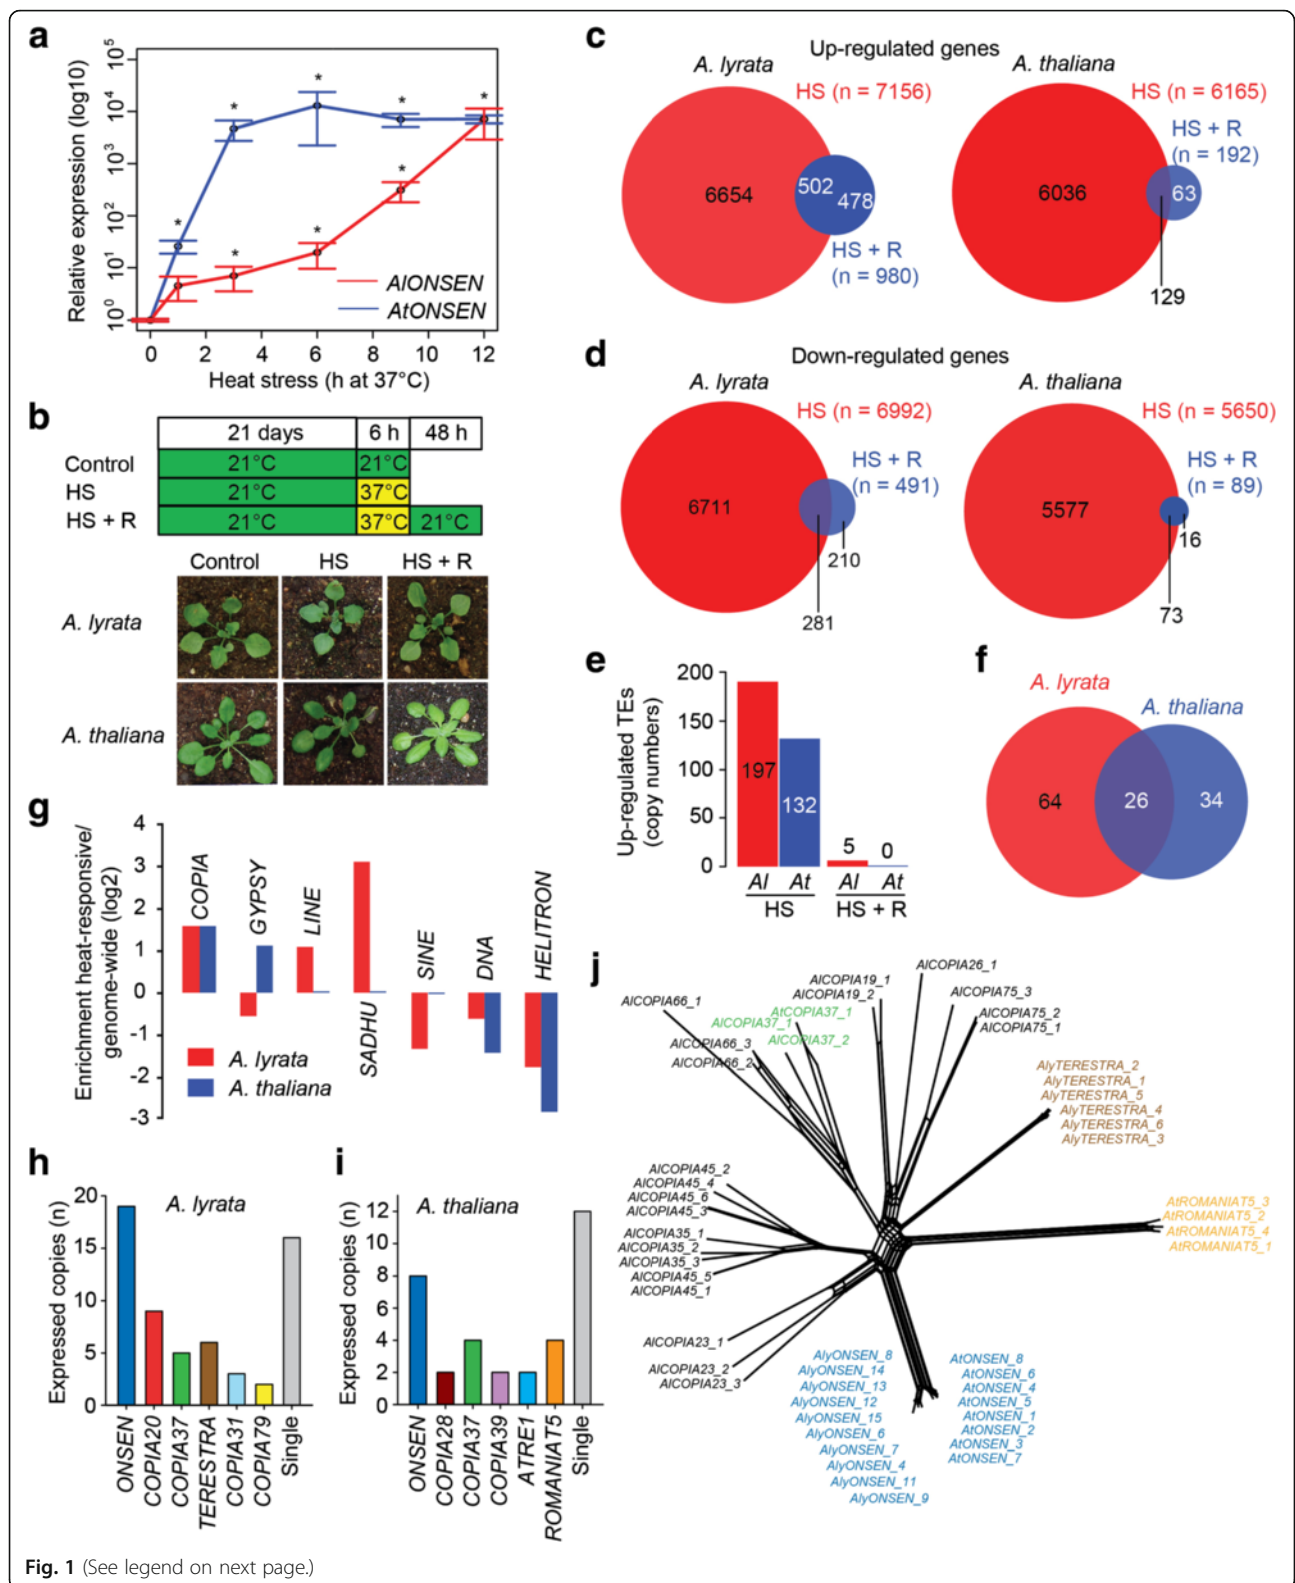 a
Relative expression (log10)
10^5
10^4
10^3
10^2
10^1
10^0
* * * * * * * * *
AlONSEN
AtONSEN
0 2 4 6 8 10 12
Heat stress (h at 37°C)
b
21 days 6 h 48 h
Control 21°C 21°C
HS 21°C 37°C
HS + R 21°C 37°C 21°C
Control HS HS + R
A. lyrata
A. thaliana
c
Up-regulated genes
A. lyrata
HS (n = 7156)
6654
502
478
HS + R
(n = 980)
A. thaliana
HS (n = 6165)
HS + R
(n = 192)
6036
63
129
d
Down-regulated genes
A. lyrata
HS (n = 6992)
HS + R
(n = 491)
6711
210
281
A. thaliana
HS (n = 5650)
HS + R
(n = 89)
5577
16
73
e
Up-regulated TEs
(copy numbers)
200
150
100
50
0
197
132
5
0
Al At Al At
HS HS + R
f
A. lyrata
A. thaliana
64 26 34
g
Enrichment heat-responsive/
genome-wide (log2)
4
3
2
1
0
-1
-2
-3
COPIA
GYPSY
LINE
SADHU
SINE
DNA
HELITRON
A. lyrata
A. thaliana
h
A. lyrata
Expressed copies (n)
20
15
10
5
0
ONSEN
COPIA20
COPIA37
TERESTRA
COPIA31
COPIA79
Single
i
A. thaliana
Expressed copies (n)
12
10
8
6
4
2
0
ONSEN
COPIA28
COPIA37
COPIA39
ATRE1
ROMANIAT5
Single
j
AlCOPIA66_1
AlCOPIA66_3
AlCOPIA66_2
AtCOPIA37_1
AlCOPIA37_1
AlCOPIA37_2
AlCOPIA19_1
AlCOPIA19_2
AlCOPIA26_1
AlCOPIA75_3
AlCOPIA75_2
AlCOPIA75_1
AlyTERESTRA_2
AlyTERESTRA_1
AlyTERESTRA_5
AlyTERESTRA_4
AlyTERESTRA_6
AlyTERESTRA_3
AtROMANIAT5_3
AtROMANIAT5_2
AtROMANIAT5_4
AtROMANIAT5_1
AlCOPIA45_2
AlCOPIA45_4
AlCOPIA45_6
AlCOPIA45_3
AlCOPIA35_1
AlCOPIA35_2
AlCOPIA35_3
AlCOPIA45_5
AlCOPIA45_1
AlCOPIA23_1
AlCOPIA23_2
AlCOPIA23_3
AlyONSEN_8
AlyONSEN_14
AlyONSEN_13
AlyONSEN_12
AlyONSEN_15
AlyONSEN_6
AlyONSEN_7
AlyONSEN_4
AlyONSEN_11
AlyONSEN_9
AtONSEN_8
AtONSEN_6
AtONSEN_4
AtONSEN_5
AtONSEN_1
AtONSEN_2
AtONSEN_3
AtONSEN_7
Fig. 1 (See legend on next page.)